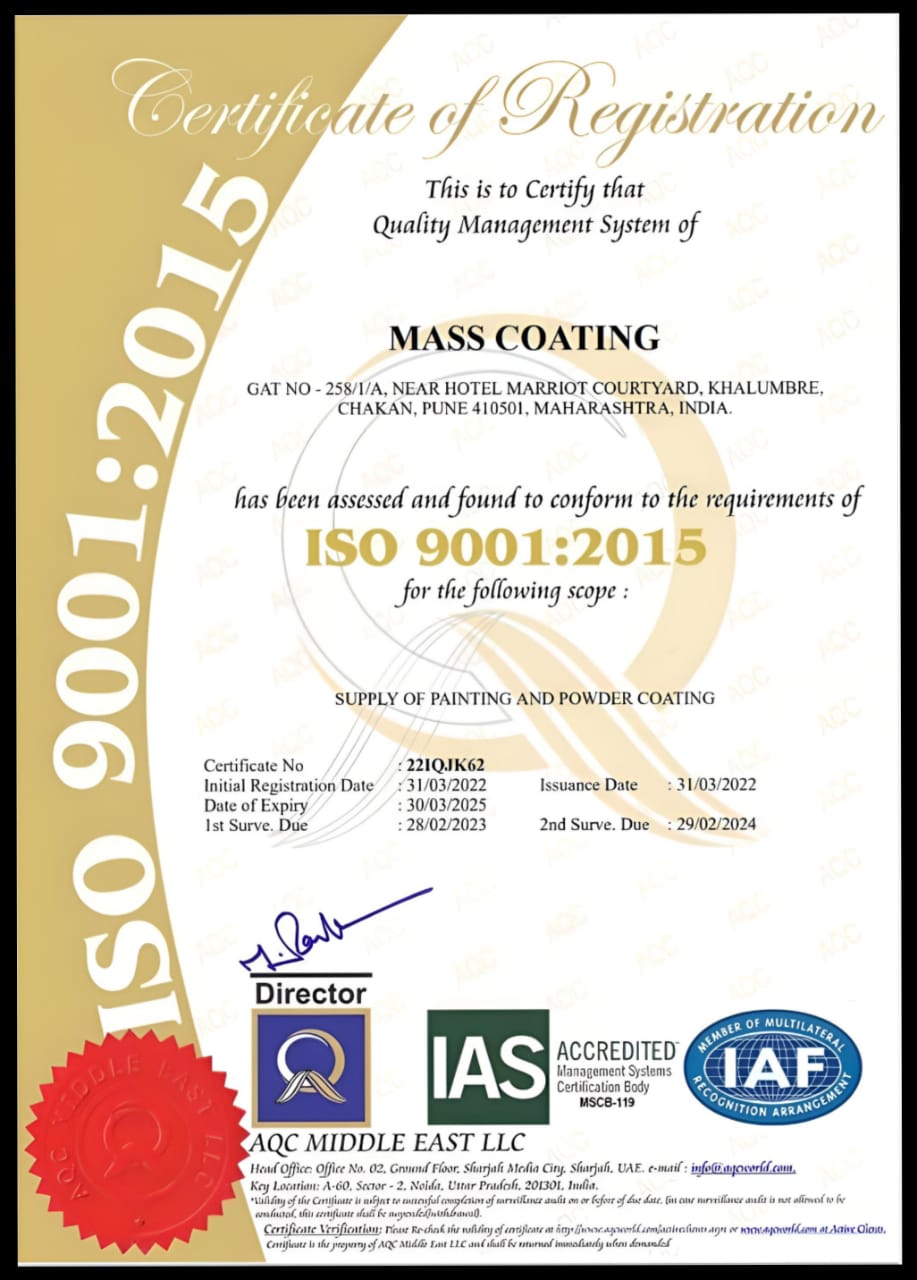 Certificate of Registration
This is to Certify that
Quality Management System of
MASS COATING
GAT NO - 258/1/A, NEAR HOTEL MARRIOT COURTYARD, KHALUMBRE,
CHAKAN, PUNE 410501, MAHARASHTRA, INDIA.
has been assessed and found to conform to the requirements of
ISO 9001:2015
for the following scope :
SUPPLY OF PAINTING AND POWDER COATING
Certificate No : 22IQJK62
Initial Registration Date : 31/03/2022 Issuance Date : 31/03/2022
Date of Expiry : 30/03/2025
1st Surve. Due : 28/02/2023 2nd Surve. Due : 29/02/2024
ISO 9001:2015
Director
IAS
ACCREDITED
Management Systems
Certification Body
MSCB-119
MEMBER OF MULTILATERAL
IAF
RECOGNITION ARRANGEMENT
AQC MIDDLE EAST LLC
AQC MIDDLE EAST LLC
Head Office: Office No. 02, Ground Floor, Sharjah Media City, Sharjah, UAE. e-mail : info@aqcworld.com,
Key Location: A-60, Sector - 2, Noida, Uttar Pradesh, 201301, India.
*Validity of the Certificate is subject to successful completion of surveillance audit on or before of due date. (in case surveillance audit is not allowed to be
conducted, this certificate shall be suspended/withdrawal).
Certificate Verification: Please Re-check the validity of certificate at or www.aqcworld.com at Active Clients.
Certificate is the property of AQC Middle East LLC and shall be returned immediately when demanded